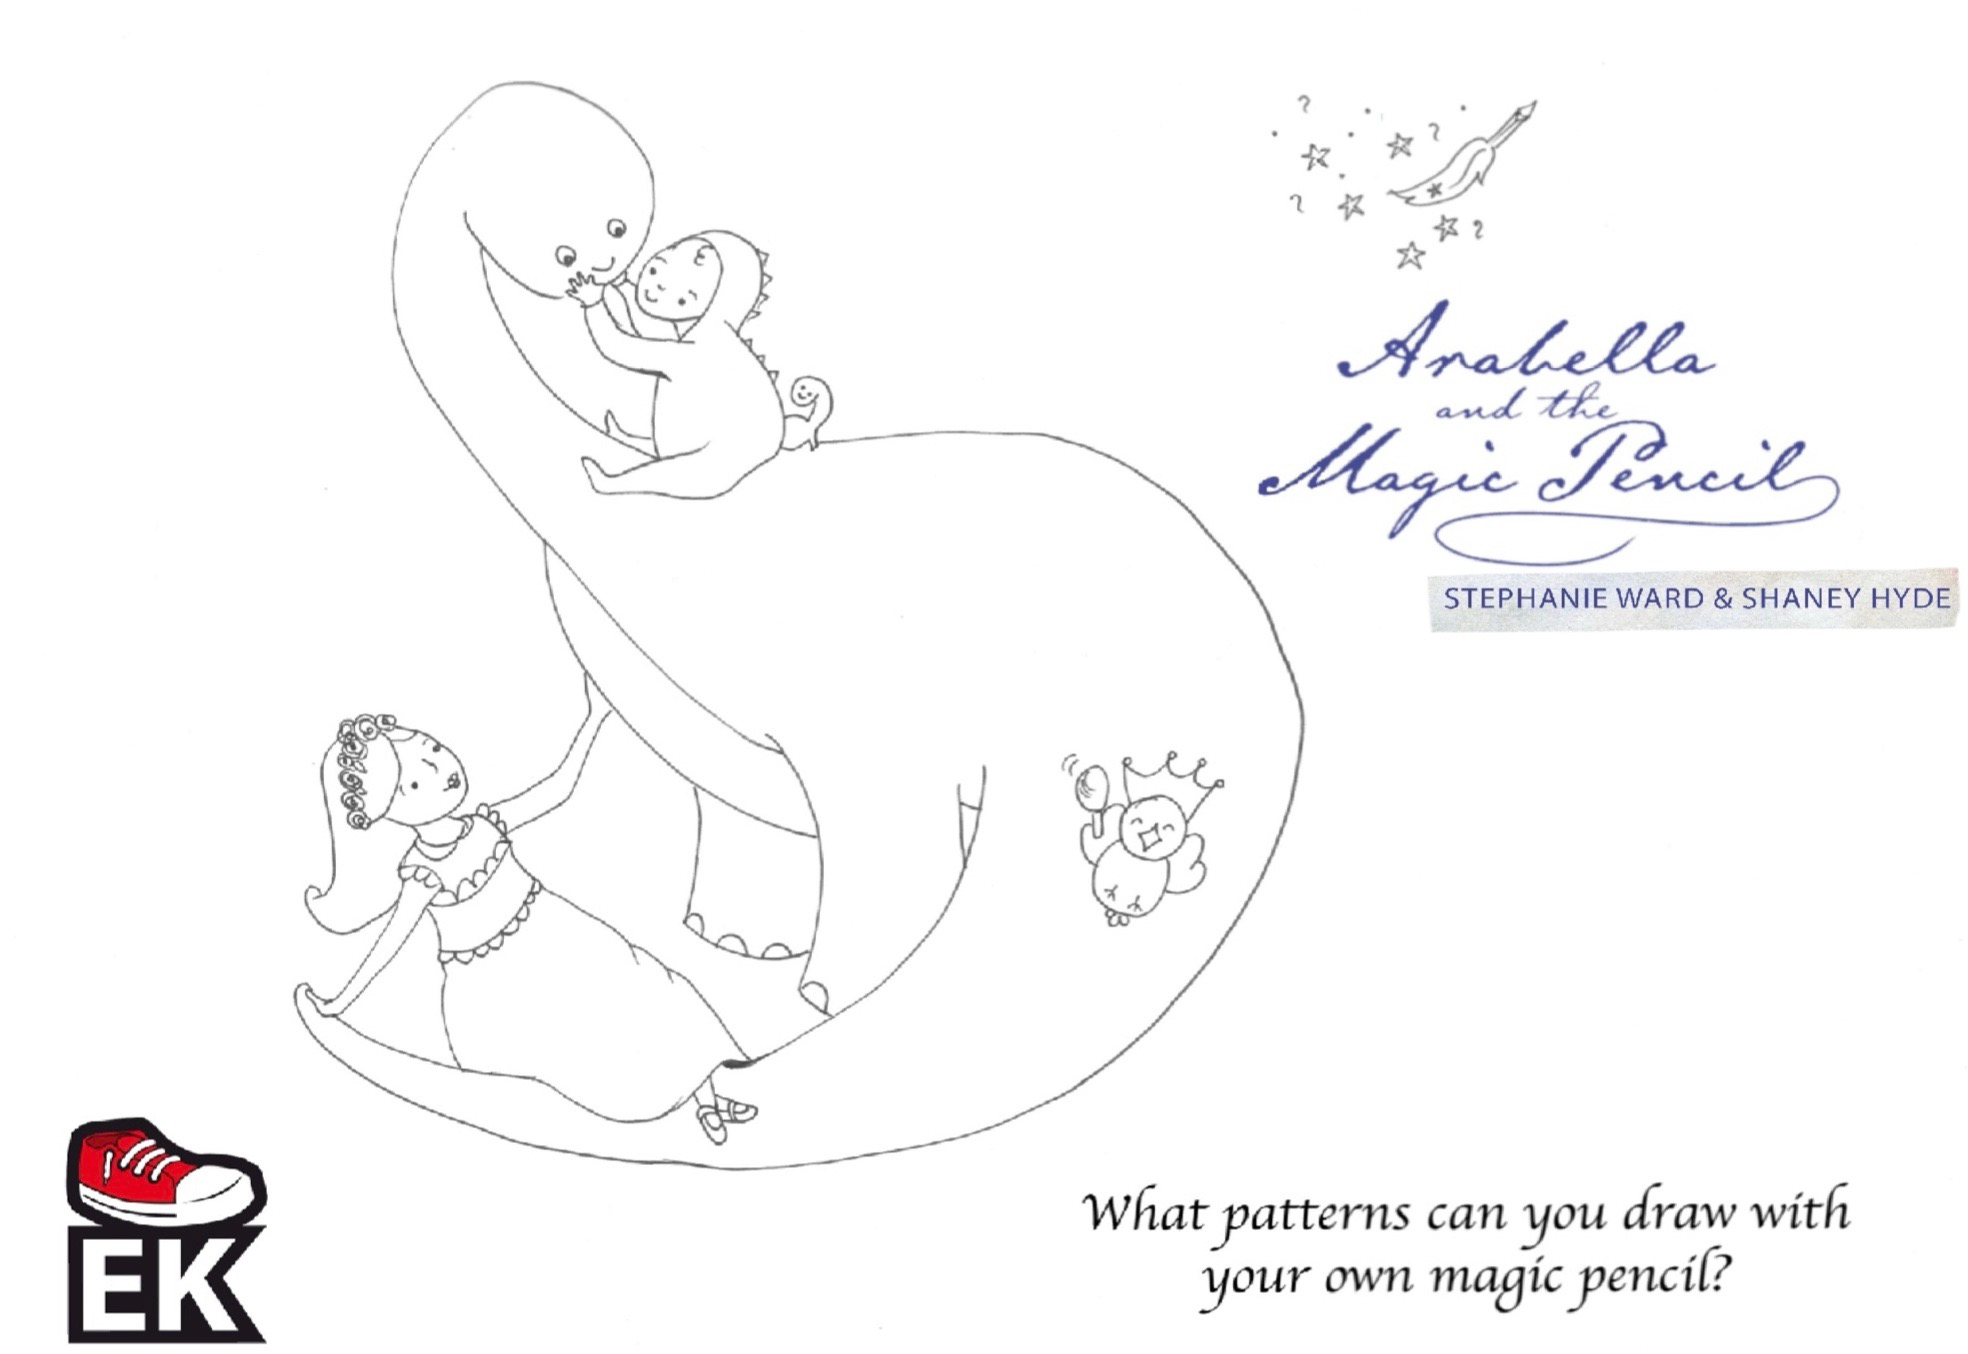 Arabella
and the
Magic Pencil
STEPHANIE WARD & SHANEY HYDE
EK
What patterns can you draw with
your own magic pencil?